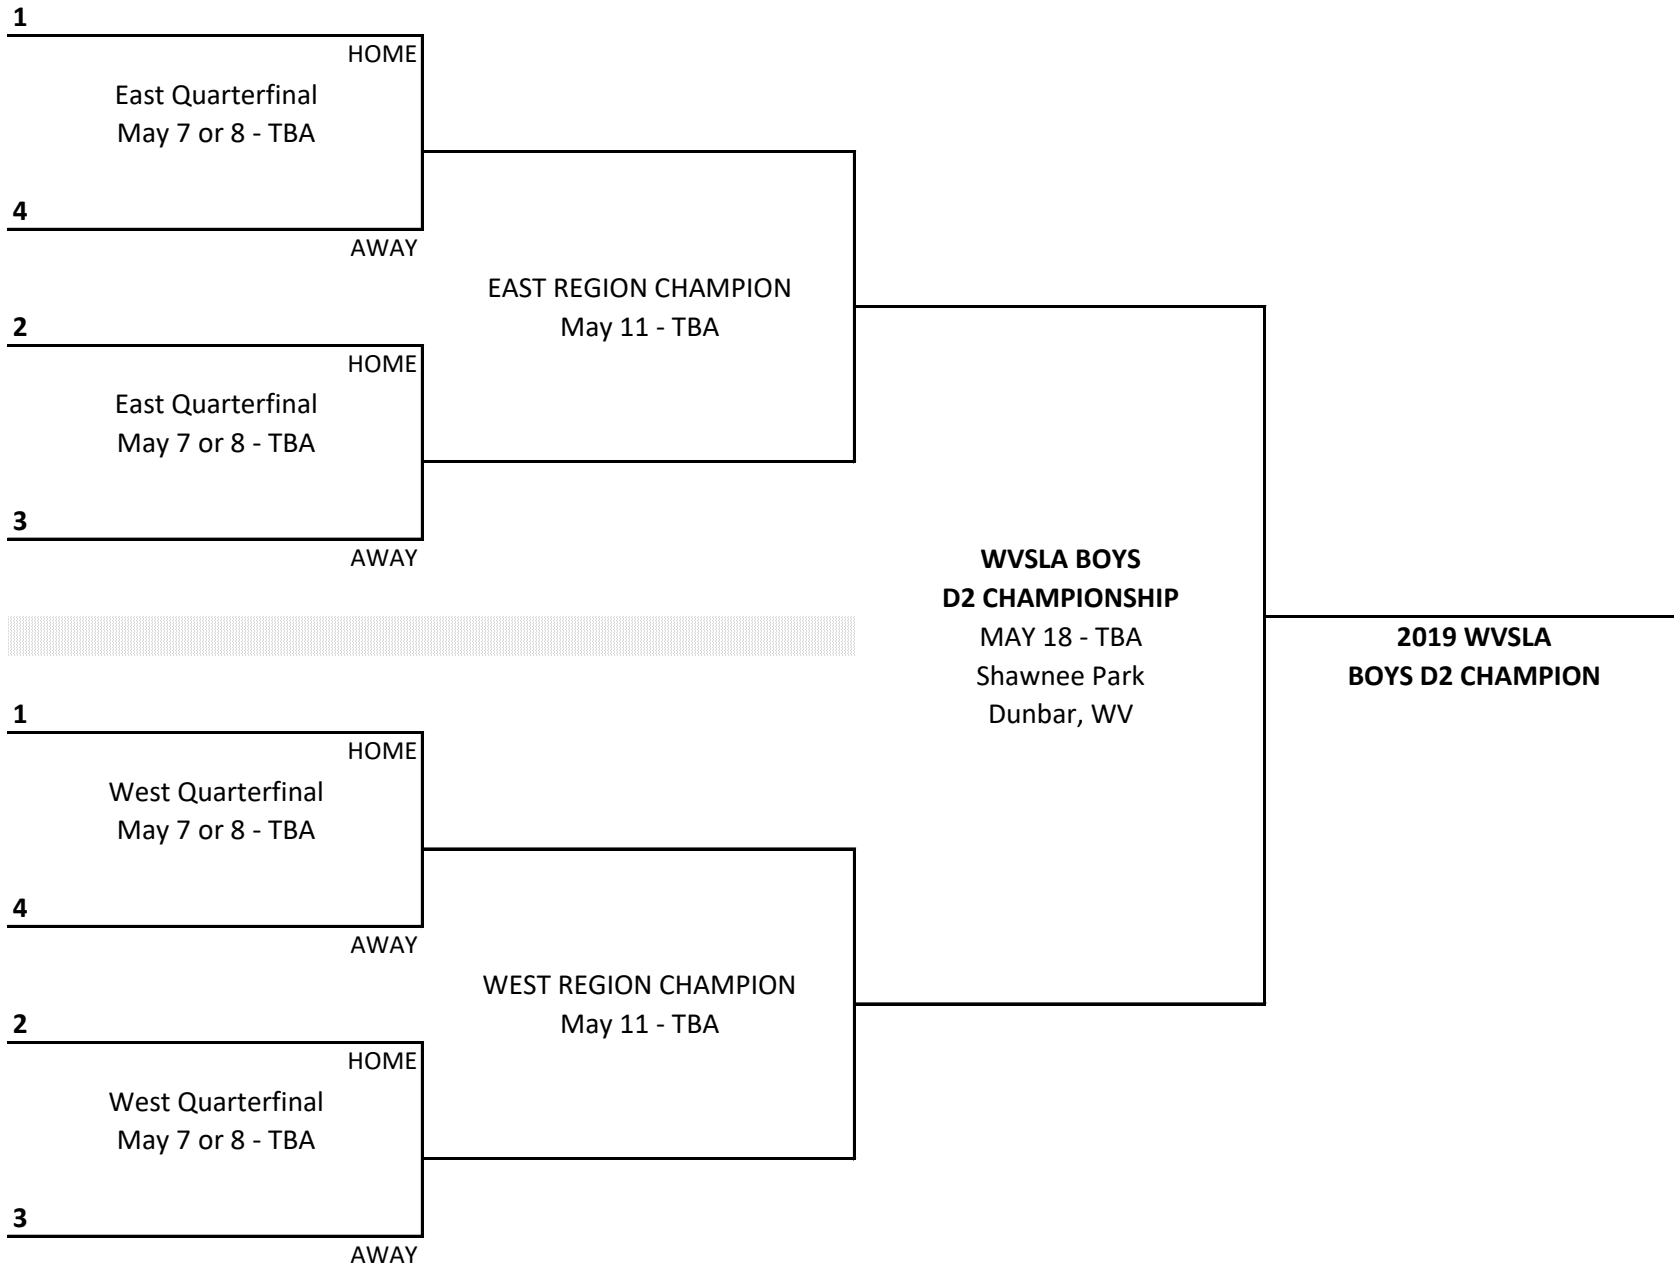 1
HOME
East Quarterfinal
May 7 or 8 - TBA
4
AWAY
EAST REGION CHAMPION
May 11 - TBA
2
HOME
East Quarterfinal
May 7 or 8 - TBA
3
AWAY
WVSLA BOYS
D2 CHAMPIONSHIP
MAY 18 - TBA
Shawnee Park
Dunbar, WV
2019 WVSLA
BOYS D2 CHAMPION
1
HOME
West Quarterfinal
May 7 or 8 - TBA
4
AWAY
WEST REGION CHAMPION
May 11 - TBA
2
HOME
West Quarterfinal
May 7 or 8 - TBA
3
AWAY